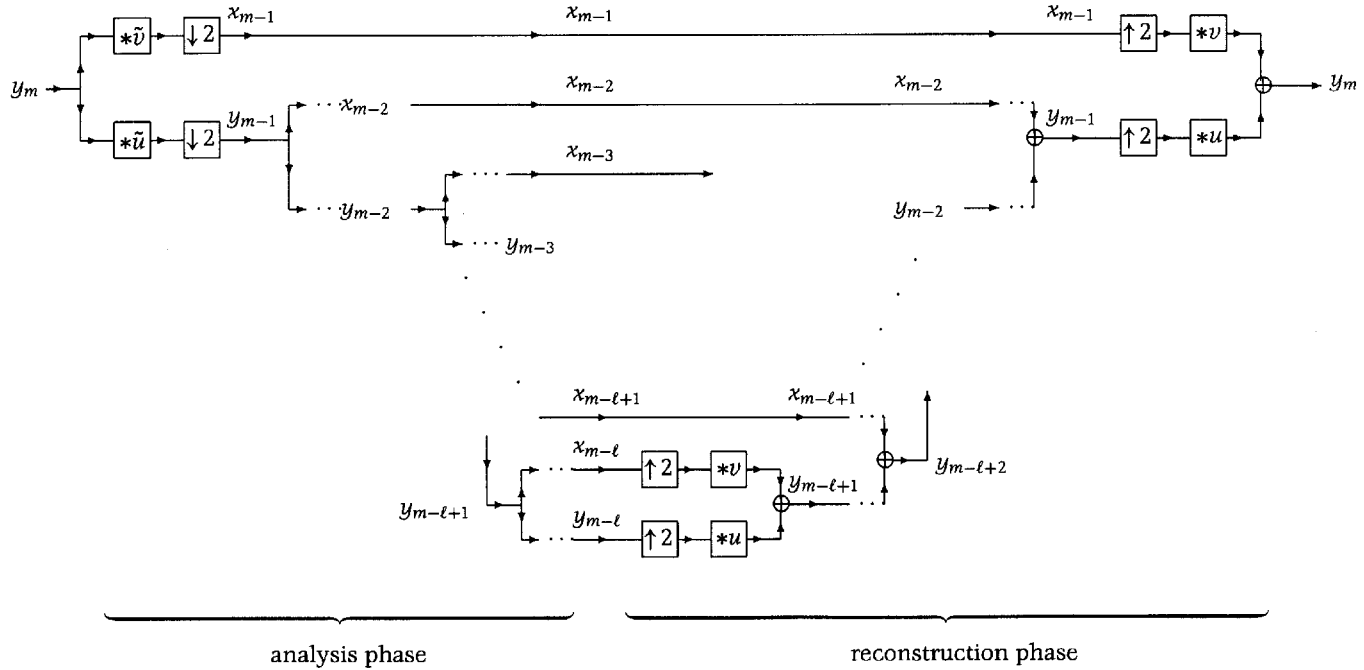 x_{m−1} x_{m−1} x_{m−1}
∗ṽ ↓2 ↑2 ∗v
y_m x_{m−2} x_{m−2} y_m
···x_{m−2} ···
y_{m−1} y_{m−1}
∗ũ ↓2 ↑2 ∗u
x_{m−3}
···
···y_{m−2} y_{m−2} ···
··· y_{m−3}
x_{m−ℓ+1} x_{m−ℓ+1}
···
x_{m−ℓ} y_{m−ℓ+2}
··· ↑2 ∗v y_{m−ℓ+1}
y_{m−ℓ+1} ···
y_{m−ℓ}
··· ↑2 ∗u
analysis phase reconstruction phase